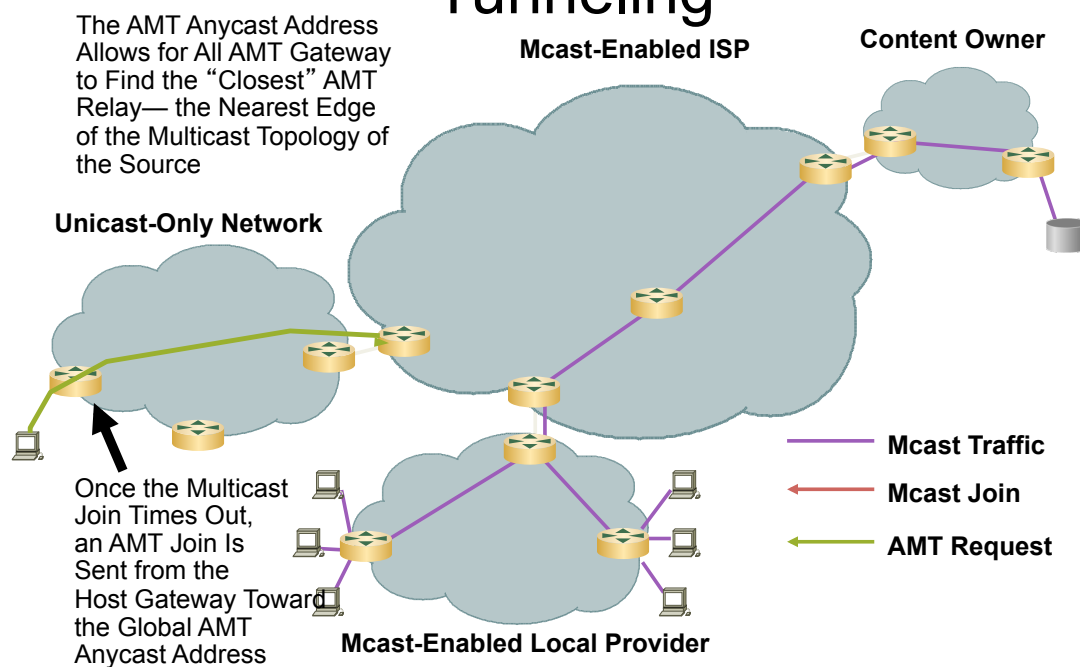 Tunneling
The AMT Anycast Address
Allows for All AMT Gateway
to Find the “Closest” AMT
Relay— the Nearest Edge
of the Multicast Topology of
the Source
Mcast-Enabled ISP
Content Owner
Unicast-Only Network
Once the Multicast
Join Times Out,
an AMT Join Is
Sent from the
Host Gateway Toward
the Global AMT
Anycast Address
Mcast-Enabled Local Provider
Mcast Traffic
Mcast Join
AMT Request